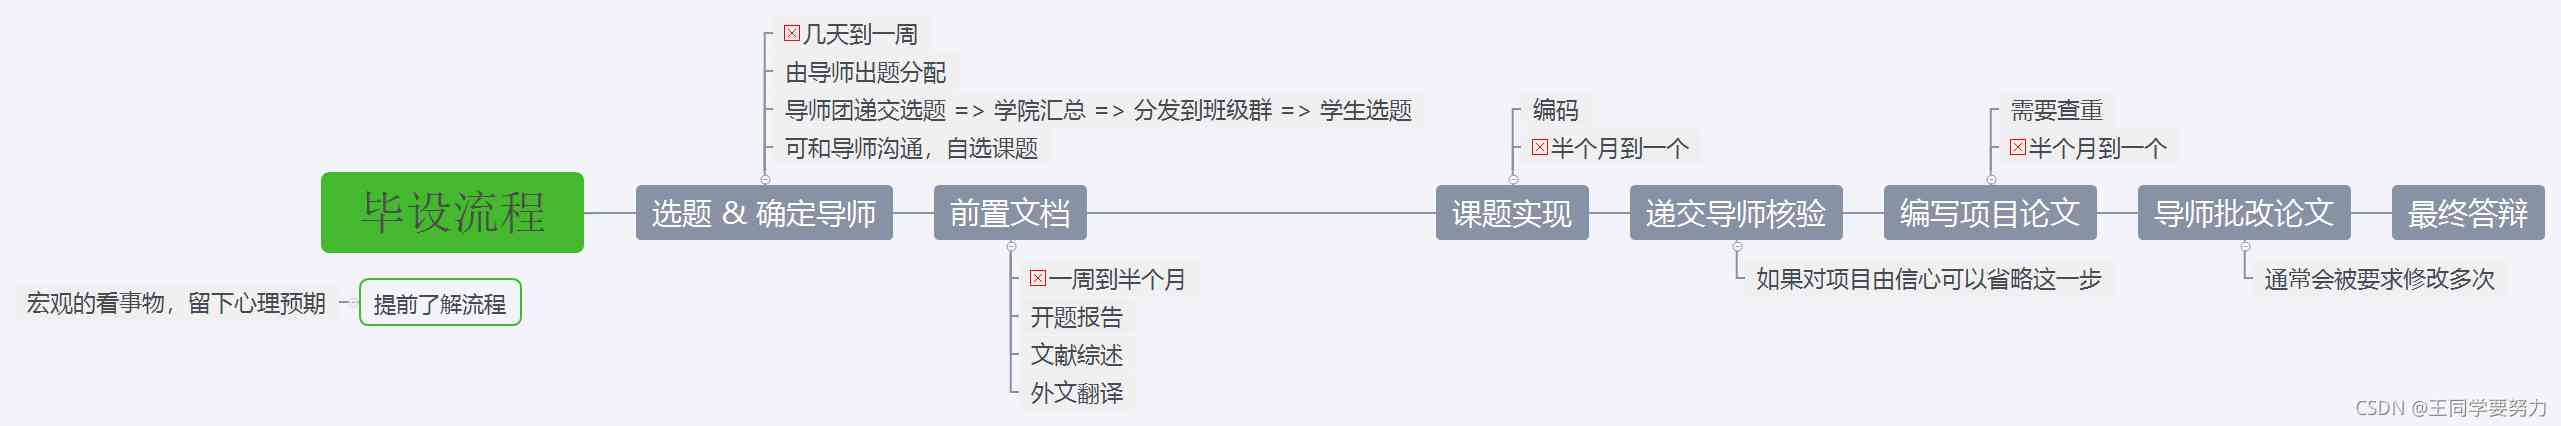 几天到一周
由导师出题分配
导师团递交选题 => 学院汇总 => 分发到班级群 => 学生选题
可和导师沟通，自选课题
编码
半个月到一个
需要查重
半个月到一个
毕设流程
选题 & 确定导师
前置文档
课题实现
递交导师核验
编写项目论文
导师批改论文
最终答辩
宏观的看事物，留下心理预期
提前了解流程
一周到半个月
开题报告
文献综述
外文翻译
如果对项目由信心可以省略这一步
通常会被要求修改多次
CSDN @王同学要努力